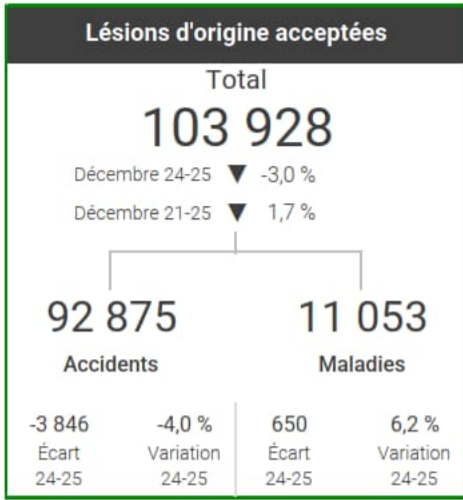 Lésions d'origine acceptées
Total
103 928
Décembre 24-25 ▼ -3,0 %
Décembre 21-25 ▼ 1,7 %
92 875 11 053
Accidents Maladies
-3 846 -4,0 % 650 6,2 %
Écart Variation Écart Variation
24-25 24-25 24-25 24-25